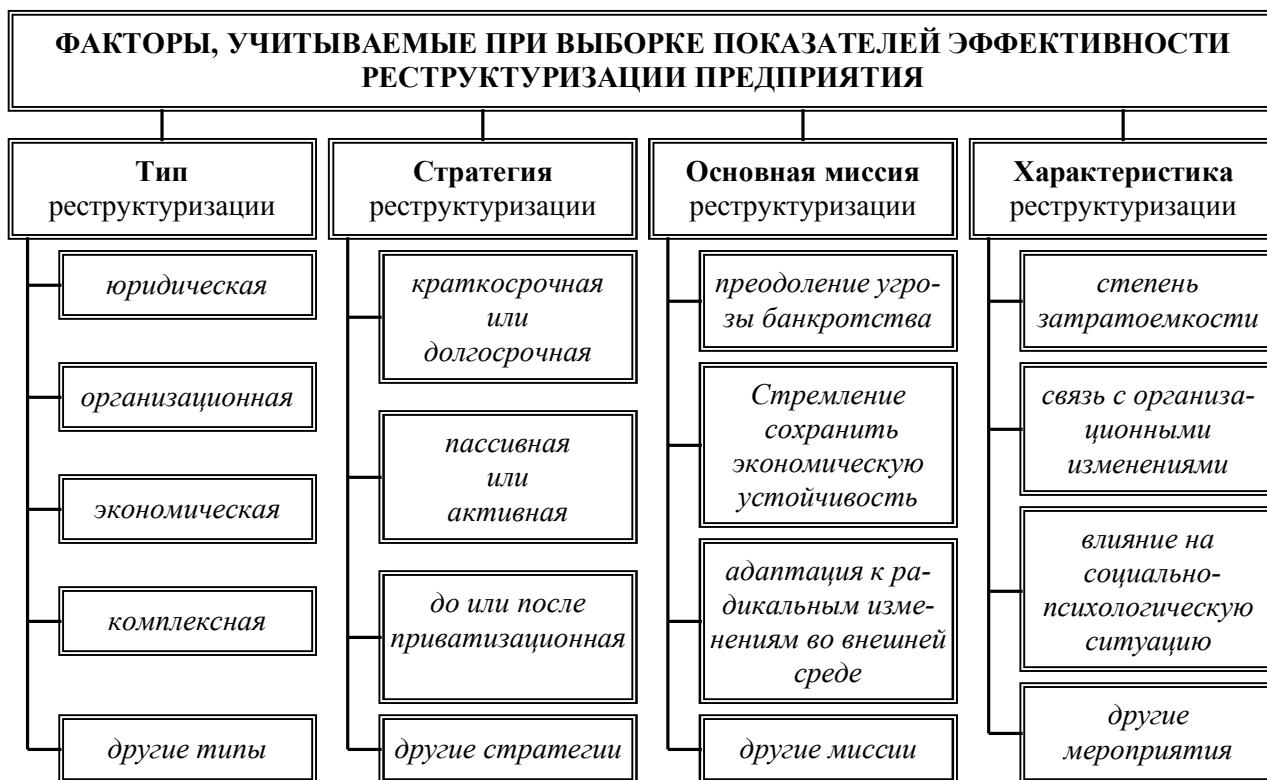 ФАКТОРЫ, УЧИТЫВАЕМЫЕ ПРИ ВЫБОРКЕ ПОКАЗАТЕЛЕЙ ЭФФЕКТИВНОСТИ
РЕСТРУКТУРИЗАЦИИ ПРЕДПРИЯТИЯ
Тип
реструктуризации
юридическая
организационная
экономическая
комплексная
другие типы
Стратегия
реструктуризации
краткосрочная
или
долгосрочная
пассивная
или
активная
до или после
приватизационная
другие стратегии
Основная миссия
реструктуризации
преодоление угро-
зы банкротства
Стремление
сохранить
экономическую
устойчивость
адаптация к ра-
дикальным изме-
нениям во внешней
среде
другие миссии
Характеристика
реструктуризации
степень
затратоемкости
связь с организа-
ционными
изменениями
влияние на
социально-
психологическую
ситуацию
другие
мероприятия